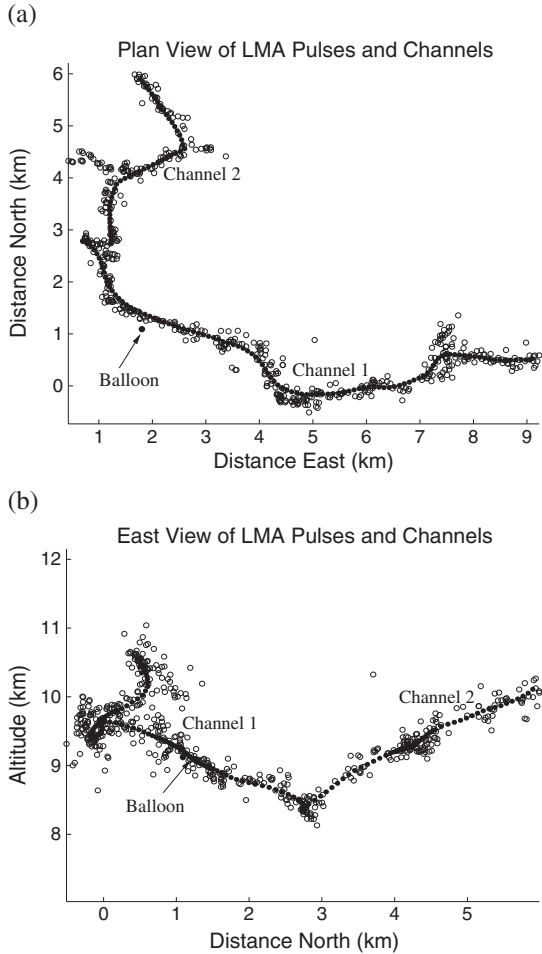 (a)
Plan View of LMA Pulses and Channels
6
5
4
3
2
1
0
Distance North (km)
Channel 2
Balloon
Channel 1
1 2 3 4 5 6 7 8 9
Distance East (km)
(b)
East View of LMA Pulses and Channels
12
11
10
9
8
Altitude (km)
Channel 2
Channel 1
Balloon
0 1 2 3 4 5
Distance North (km)